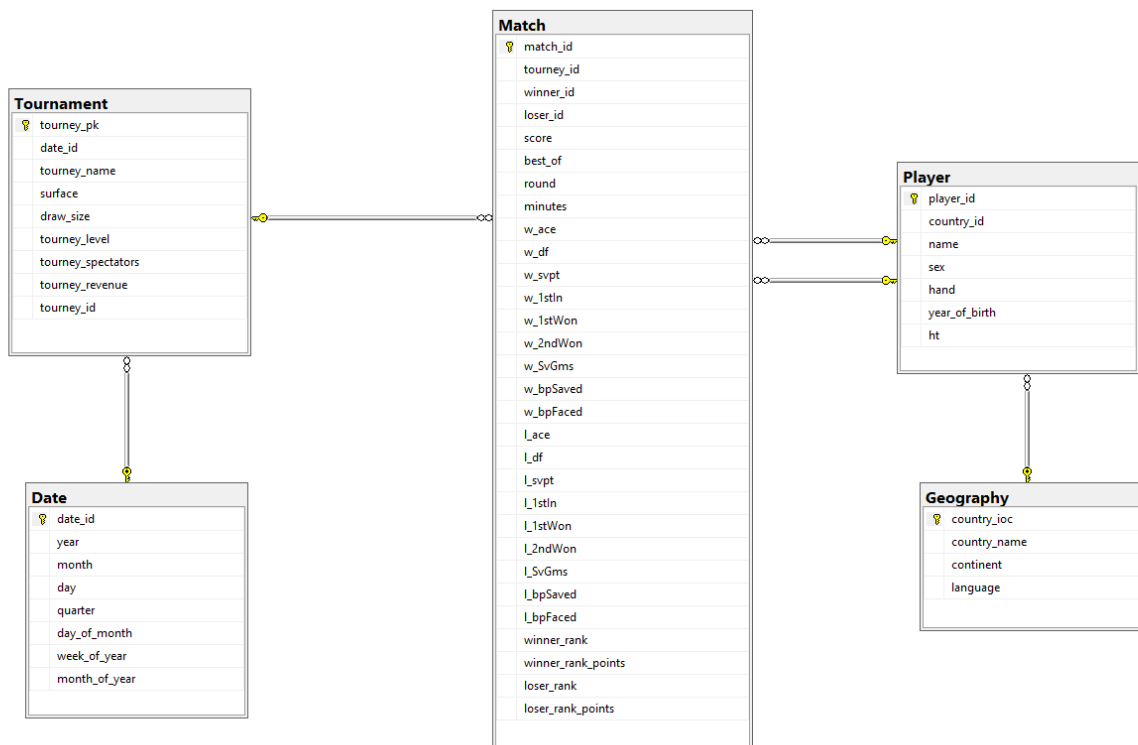 Match
match_id
tourney_id
winner_id
loser_id
score
best_of
round
minutes
w_ace
w_df
w_svpt
w_1stIn
w_1stWon
w_2ndWon
w_SvGms
w_bpSaved
w_bpFaced
l_ace
l_df
l_svpt
l_1stIn
l_1stWon
l_2ndWon
l_SvGms
l_bpSaved
l_bpFaced
winner_rank
winner_rank_points
loser_rank
loser_rank_points
Tournament
tourney_pk
date_id
tourney_name
surface
draw_size
tourney_level
tourney_spectators
tourney_revenue
tourney_id
Player
player_id
country_id
name
sex
hand
year_of_birth
ht
Date
date_id
year
month
day
quarter
day_of_month
week_of_year
month_of_year
Geography
country_ioc
country_name
continent
language